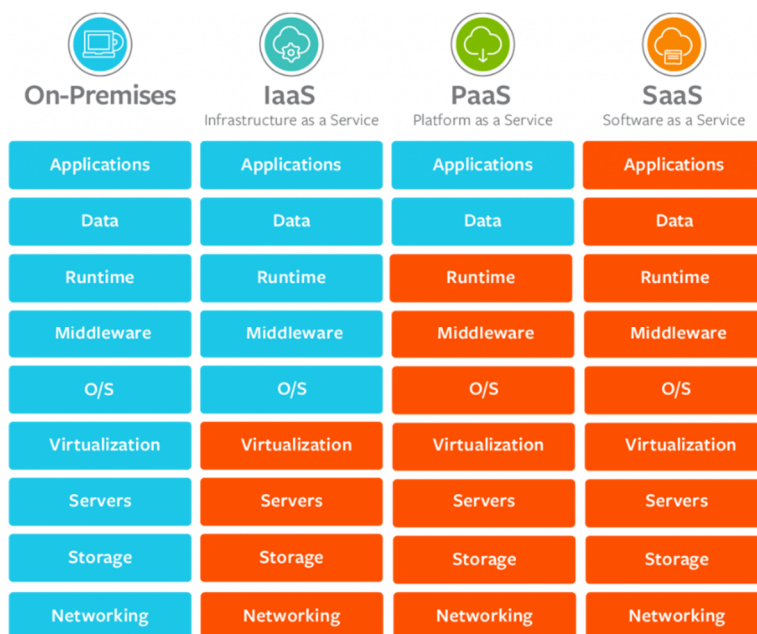 On-Premises
IaaS
Infrastructure as a Service
PaaS
Platform as a Service
SaaS
Software as a Service
Applications
Applications
Applications
Applications
Data
Data
Data
Data
Runtime
Runtime
Runtime
Runtime
Middleware
Middleware
Middleware
Middleware
O/S
O/S
O/S
O/S
Virtualization
Virtualization
Virtualization
Virtualization
Servers
Servers
Servers
Servers
Storage
Storage
Storage
Storage
Networking
Networking
Networking
Networking